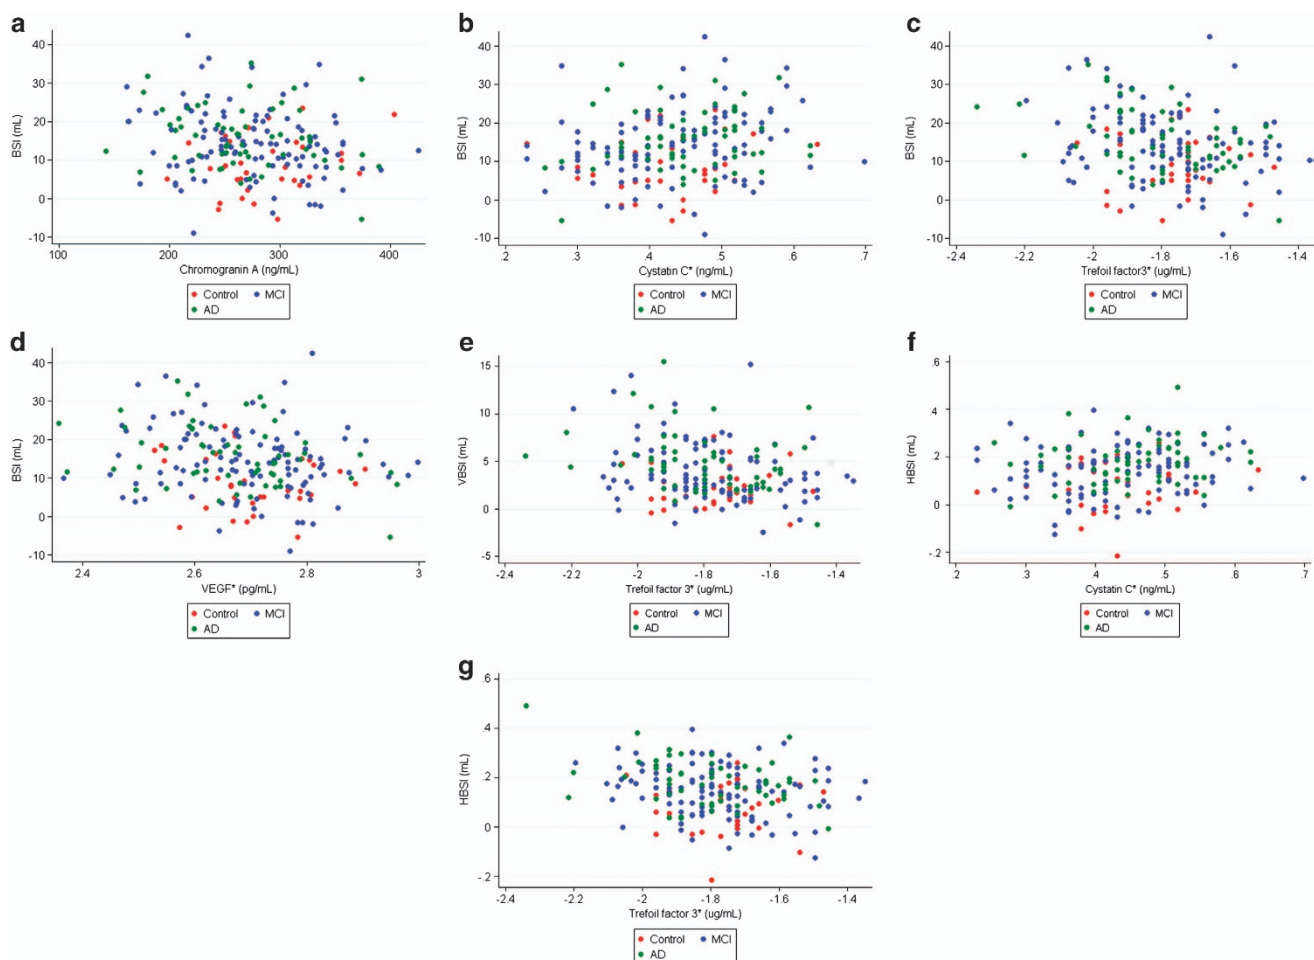 a
BSI (mL)
40
30
20
10
0
-10
100 200 300 400
Chromogranin A (ng/mL)
Control MCI
AD
b
BSI (mL)
40
30
20
10
0
-10
.2 .3 .4 .5 .6 .7
Cystatin C* (ng/mL)
Control MCI
AD
c
BSI (mL)
40
30
20
10
0
-10
-2.4 -2.2 -2 -1.8 -1.6 -1.4
Trefoil factor3* (ug/mL)
Control MCI
AD
d
BSI (mL)
40
30
20
10
0
-10
2.4 2.6 2.8 3
VEGF* (pg/mL)
Control MCI
AD
e
VBSI (mL)
15
10
5
0
-5
-2.4 -2.2 -2 -1.8 -1.6 -1.4
Trefoil factor 3* (ug/mL)
Control MCI
AD
f
HBSI (mL)
.6
.4
.2
0
-.2
.2 .3 .4 .5 .6 .7
Cystatin C* (ng/mL)
Control MCI
AD
g
HBSI (mL)
.6
.4
.2
0
-.2
-2.4 -2.2 -2 -1.8 -1.6 -1.4
Trefoil factor 3* (ug/mL)
Control MCI
AD